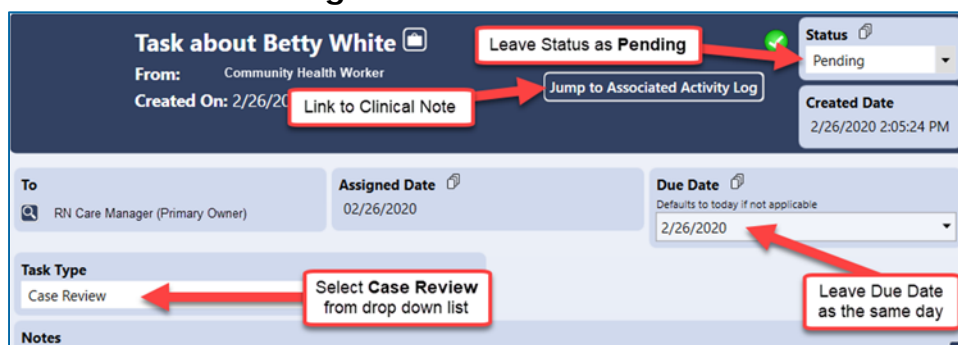 Task about Betty White
Leave Status as Pending
Status
Pending
From: Community Health Worker
Jump to Associated Activity Log
Created On: 2/26/20
Link to Clinical Note
Created Date
2/26/2020 2:05:24 PM
To
RN Care Manager (Primary Owner)
Assigned Date
02/26/2020
Due Date
Defaults to today if not applicable
2/26/2020
Task Type
Case Review
Select Case Review
from drop down list
Leave Due Date
as the same day
Notes